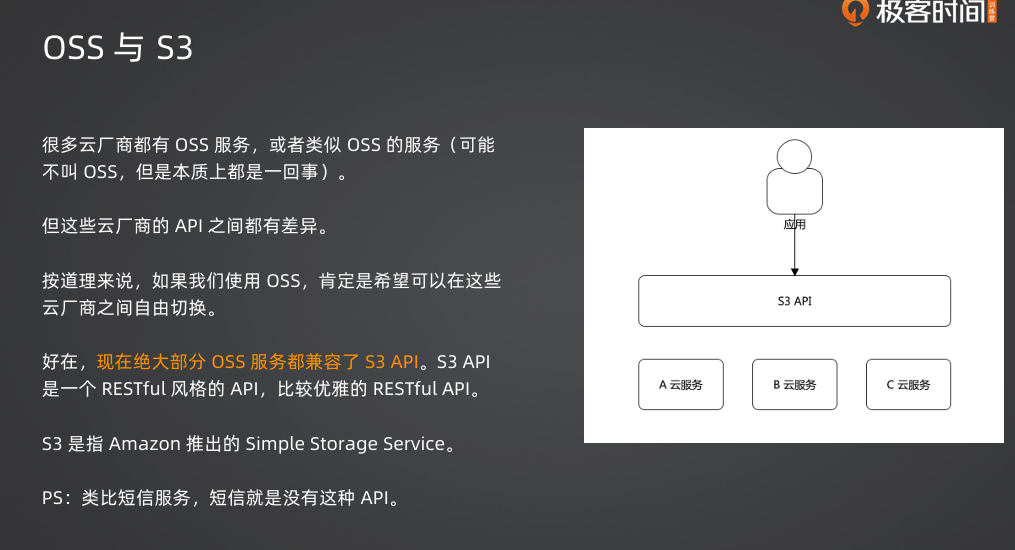 极客时间
训练营
OSS 与 S3
很多云厂商都有 OSS 服务，或者类似 OSS 的服务（可能
不叫 OSS，但是本质上都是一回事）。
但这些云厂商的 API 之间都有差异。
按道理来说，如果我们使用 OSS，肯定是希望可以在这些
云厂商之间自由切换。
好在，现在绝大部分 OSS 服务都兼容了 S3 API。S3 API
是一个 RESTful 风格的 API，比较优雅的 RESTful API。
S3 是指 Amazon 推出的 Simple Storage Service。
PS：类比短信服务，短信就是没有这种 API。
应用
S3 API
A 云服务
B 云服务
C 云服务